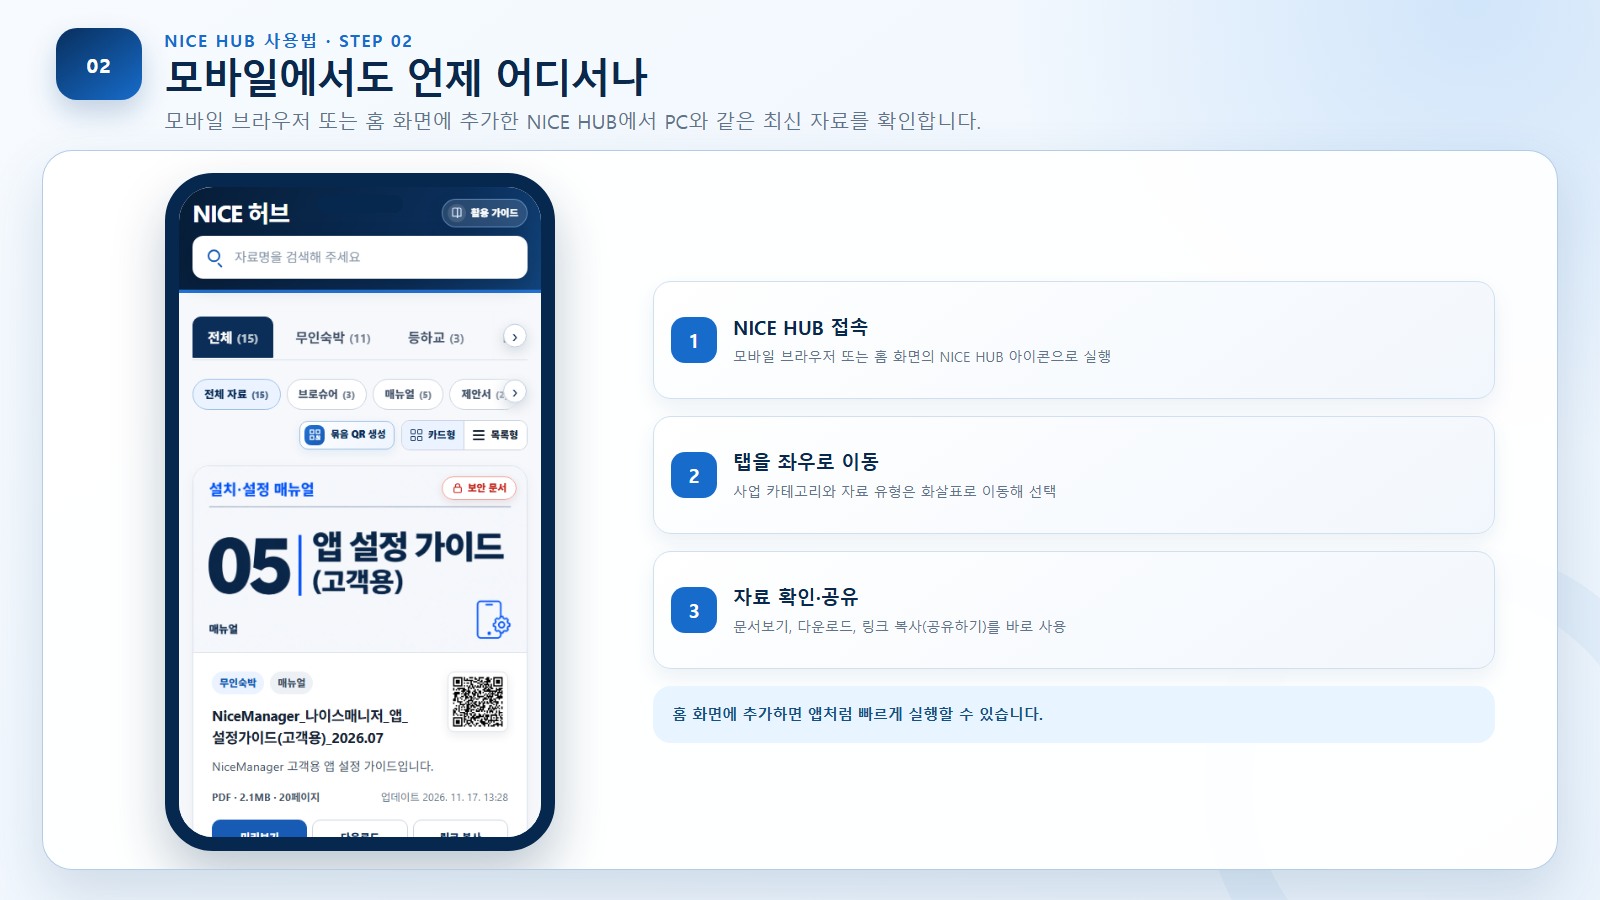 02
NICE HUB 사용법 · STEP 02
모바일에서도 언제 어디서나
모바일 브라우저 또는 홈 화면에 추가한 NICE HUB에서 PC와 같은 최신 자료를 확인합니다.
NICE 허브
활용 가이드
자료명을 검색해 주세요
전체 (15) 무인숙박 (11) 등하교 (3)
전체 자료 (15) 브로슈어 (3) 매뉴얼 (5) 제안서
묶음 QR 생성 카드형 목록형
설치·설정 매뉴얼
보안 문서
05 앱 설정 가이드
(고객용)
매뉴얼
무인숙박 매뉴얼
NiceManager_나이스매니저_앱_
설정가이드(고객용)_2026.07
NiceManager 고객용 앱 설정 가이드입니다.
PDF · 2.1MB · 20페이지 업데이트 2026. 11. 17. 13:28
1
NICE HUB 접속
모바일 브라우저 또는 홈 화면의 NICE HUB 아이콘으로 실행
2
탭을 좌우로 이동
사업 카테고리와 자료 유형은 화살표로 이동해 선택
3
자료 확인·공유
문서보기, 다운로드, 링크 복사(공유하기)를 바로 사용
홈 화면에 추가하면 앱처럼 빠르게 실행할 수 있습니다.